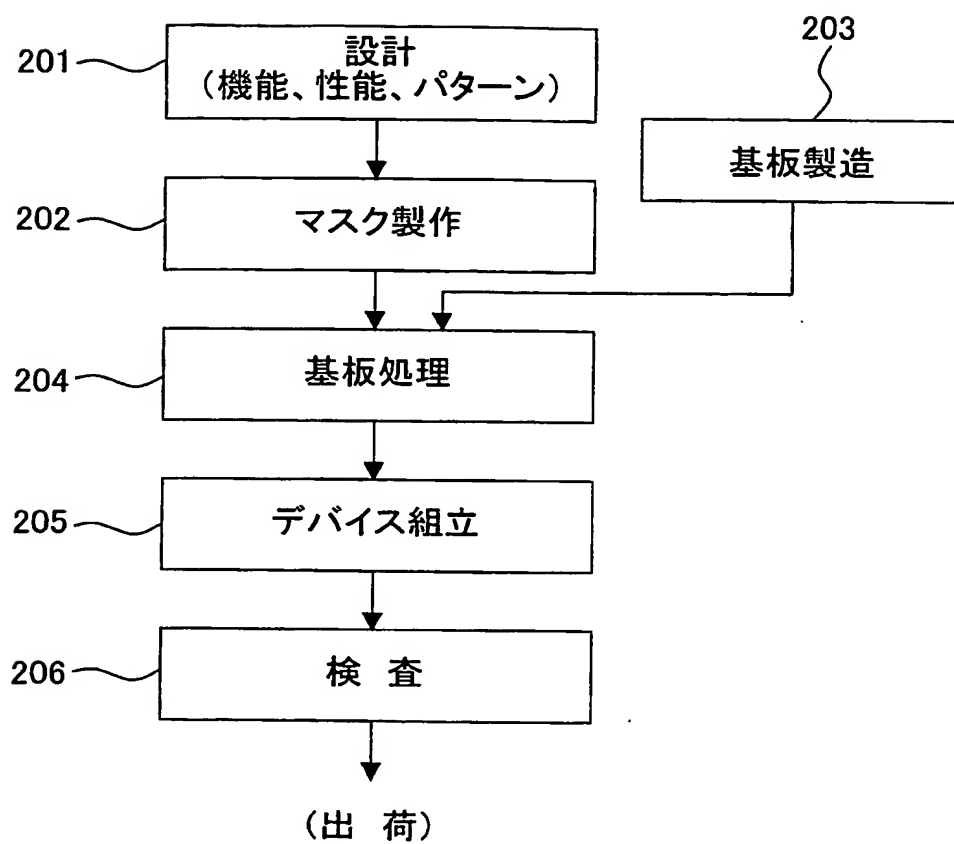 201
設計
(機能、性能、パターン)
203
基板製造
202
マスク製作
204
基板処理
205
デバイス組立
206
検 査
(出 荷)